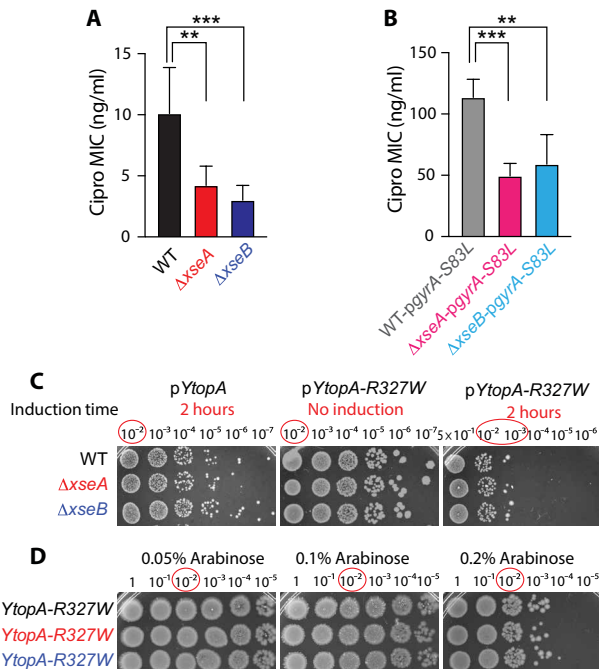 A
B
***
**
**
***
Cipro MIC (ng/ml)
15
10
5
0
WT
ΔxseA
ΔxseB
Cipro MIC (ng/ml)
150
100
50
0
WT-pgyrA-S83L
ΔxseA-pgyrA-S83L
ΔxseB-pgyrA-S83L
C
pYtopA pYtopA-R327W pYtopA-R327W
Induction time 2 hours No induction 2 hours
10⁻² 10⁻³ 10⁻⁴ 10⁻⁵ 10⁻⁶ 10⁻⁷ 10⁻² 10⁻³ 10⁻⁴ 10⁻⁵ 10⁻⁶ 10⁻⁷ 5×10⁻¹ 10⁻² 10⁻³ 10⁻⁴ 10⁻⁵ 10⁻⁶
WT
ΔxseA
ΔxseB
D
0.05% Arabinose 0.1% Arabinose 0.2% Arabinose
1 10⁻¹ 10⁻² 10⁻³ 10⁻⁴ 10⁻⁵ 1 10⁻¹ 10⁻² 10⁻³ 10⁻⁴ 10⁻⁵ 1 10⁻¹ 10⁻² 10⁻³ 10⁻⁴ 10⁻⁵
YtopA-R327W
YtopA-R327W
YtopA-R327W